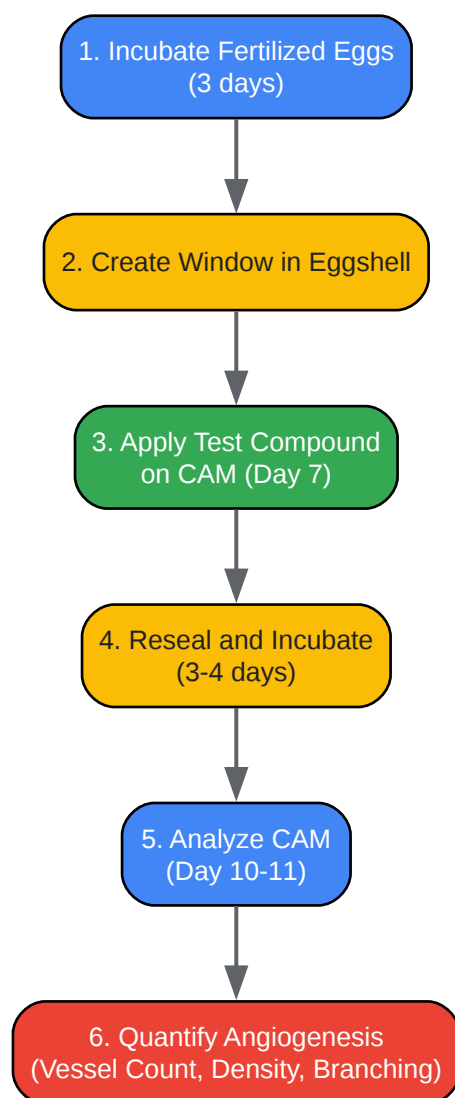 1. Incubate Fertilized Eggs
(3 days)
2. Create Window in Eggshell
3. Apply Test Compound
on CAM (Day 7)
4. Reseal and Incubate
(3-4 days)
5. Analyze CAM
(Day 10-11)
6. Quantify Angiogenesis
(Vessel Count, Density, Branching)